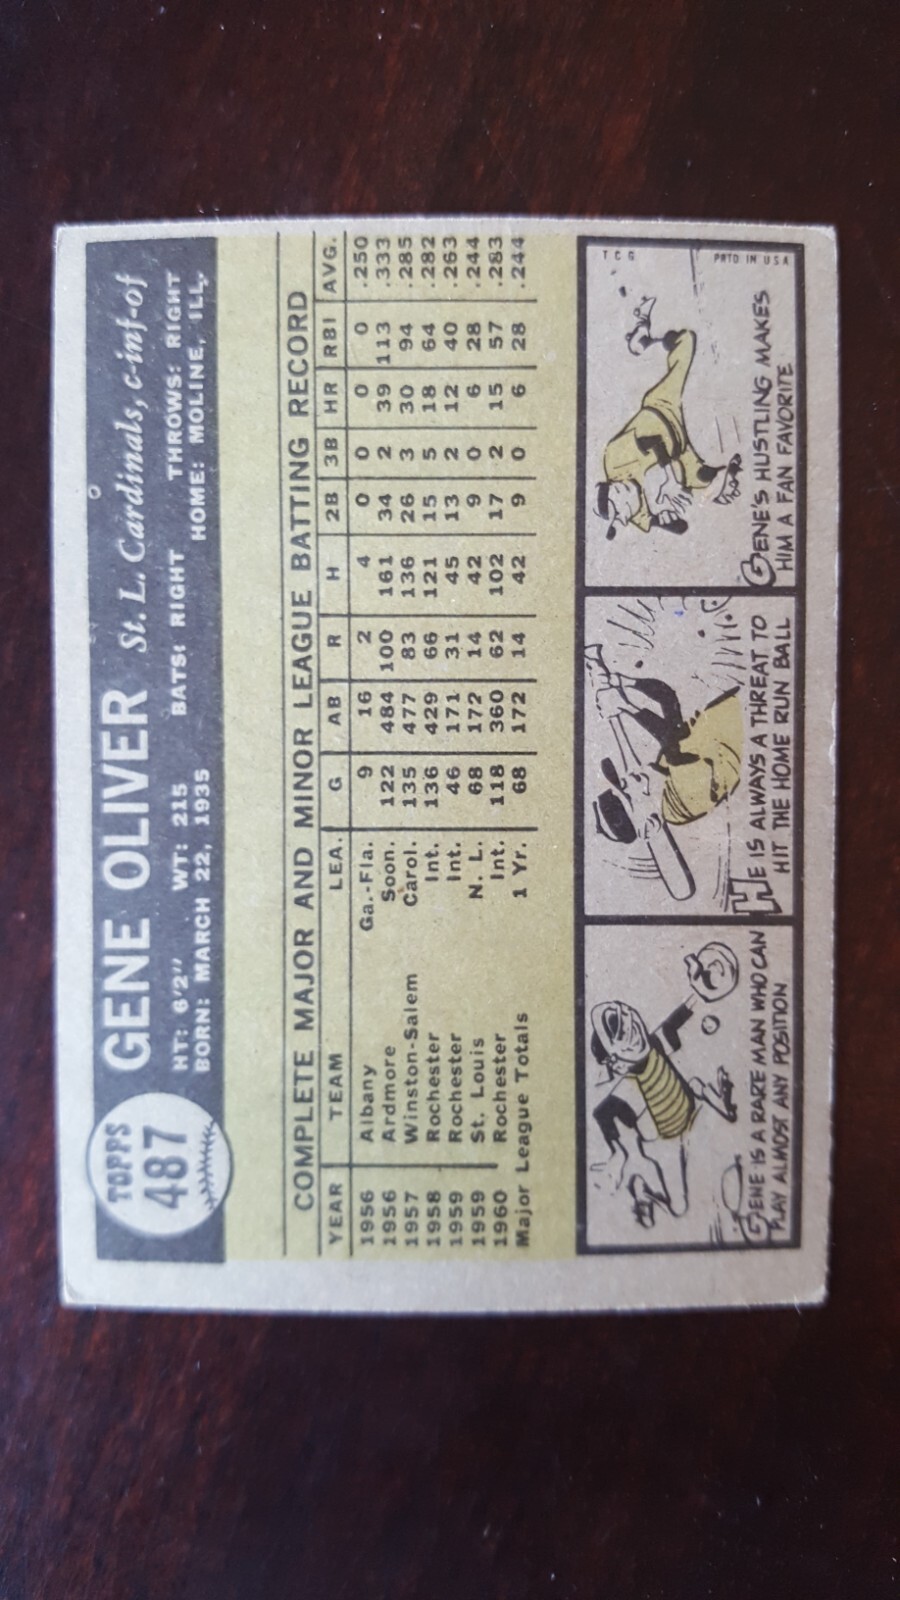 TOPPS
487
GENE OLIVER St. L. Cardinals, c-inf-of
HT: 6'2" WT: 215 BATS: RIGHT THROWS: RIGHT
BORN: MARCH 22, 1935 HOME: MOLINE, ILL.
COMPLETE MAJOR AND MINOR LEAGUE BATTING RECORD
YEAR TEAM LEA. G AB R H 2B 3B HR RBI AVG.
1956 Albany Ga.-Fla. 9 16 2 4 0 0 0 0 .250
1956 Ardmore Soon. 122 484 100 161 34 2 39 113 .333
1957 Winston-Salem Carol. 135 477 83 136 26 3 30 94 .285
1958 Rochester Int. 136 429 66 121 15 5 18 64 .282
1959 Rochester Int. 46 171 31 45 13 2 12 40 .263
1959 St. Louis N. L. 68 172 14 42 9 0 6 28 .244
1960 Rochester Int. 118 360 62 102 17 2 15 57 .283
Major League Totals 1 Yr. 68 172 14 42 9 0 6 28 .244
GENE IS A RARE MAN WHO CAN
PLAY ALMOST ANY POSITION
HE IS ALWAYS A THREAT TO
HIT THE HOME RUN BALL
TCG PRTD IN USA
GENE'S HUSTLING MAKES
HIM A FAN FAVORITE